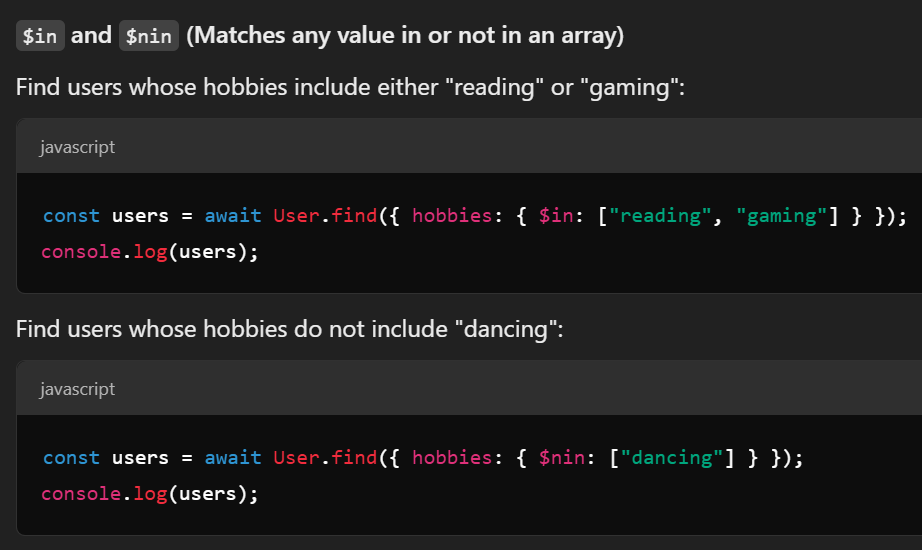 $in and $nin (Matches any value in or not in an array)
Find users whose hobbies include either "reading" or "gaming":
javascript
const users = await User.find({ hobbies: { $in: ["reading", "gaming"] } });
console.log(users);
Find users whose hobbies do not include "dancing":
javascript
const users = await User.find({ hobbies: { $nin: ["dancing"] } });
console.log(users);